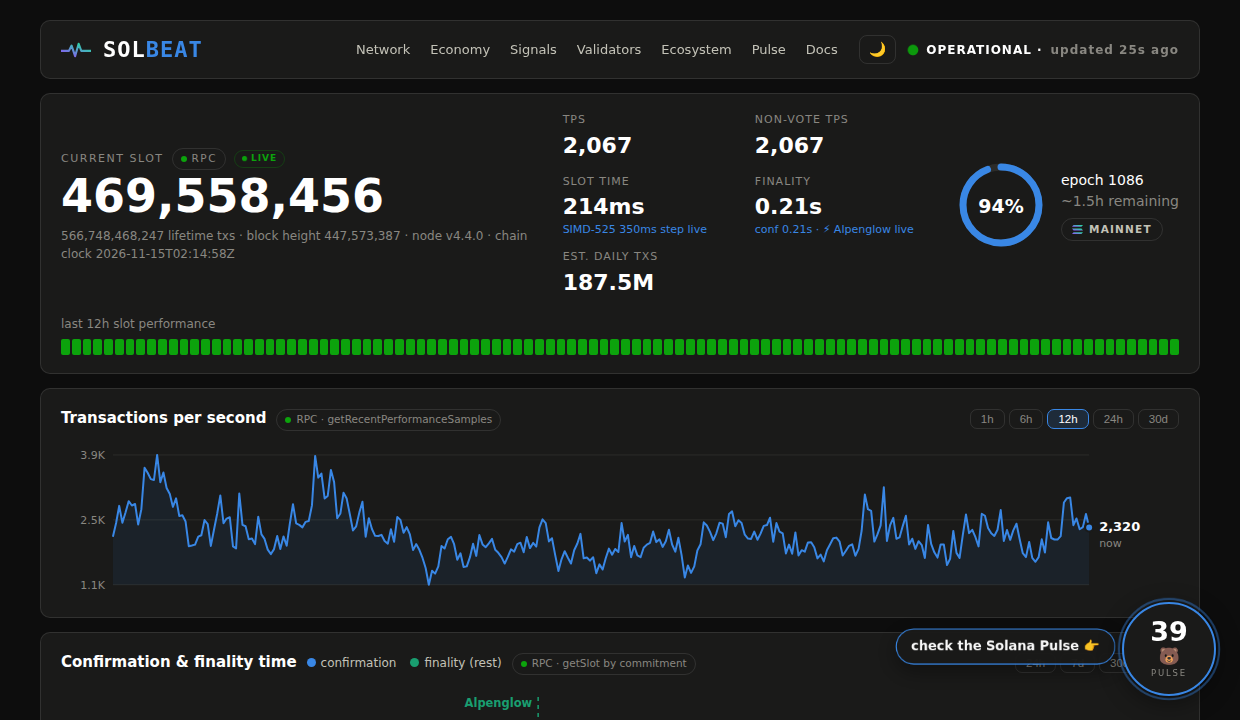 SOLBEAT
Network Economy Signals Validators Ecosystem Pulse Docs
OPERATIONAL · updated 25s ago
CURRENT SLOT RPC LIVE
469,558,456
566,748,468,247 lifetime txs · block height 447,573,387 · node v4.4.0 · chain
clock 2026-11-15T02:14:58Z
TPS
2,067
NON-VOTE TPS
2,067
SLOT TIME
214ms
SIMD-525 350ms step live
FINALITY
0.21s
conf 0.21s · ⚡ Alpenglow live
EST. DAILY TXS
187.5M
94%
epoch 1086
~1.5h remaining
MAINNET
last 12h slot performance
Transactions per second RPC · getRecentPerformanceSamples
1h 6h 12h 24h 30d
3.9K
2.5K
1.1K
2,320
now
Confirmation & finality time confirmation finality (rest) RPC · getSlot by commitment
Alpenglow
check the Solana Pulse 👉
39
PULSE